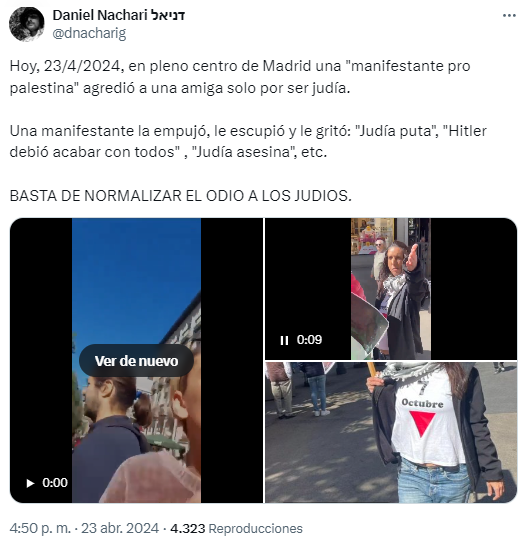 Daniel Nachari דניאל
@dnacharig
Hoy, 23/4/2024, en pleno centro de Madrid una "manifestante pro
palestina" agredió a una amiga solo por ser judía.
Una manifestante la empujó, le escupió y le gritó: "Judía puta", "Hitler
debió acabar con todos" , "Judía asesina", etc.
BASTA DE NORMALIZAR EL ODIO A LOS JUDIOS.
Ver de nuevo
0:00
0:09
7
Octubre
4:50 p. m. · 23 abr. 2024 · 4.323 Reproducciones